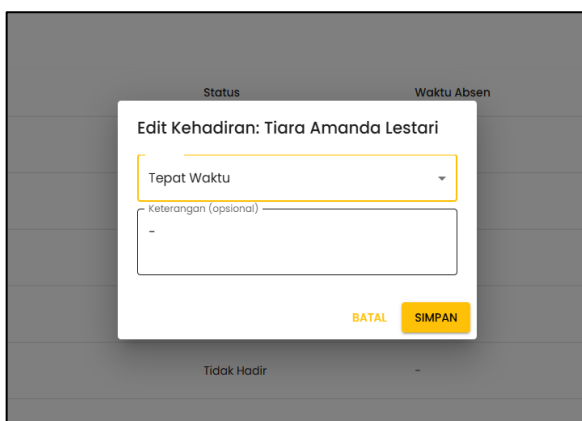 Status Waktu Absen
Edit Kehadiran: Tiara Amanda Lestari
Tepat Waktu
Keterangan (opsional)
-
BATAL SIMPAN
Tidak Hadir -